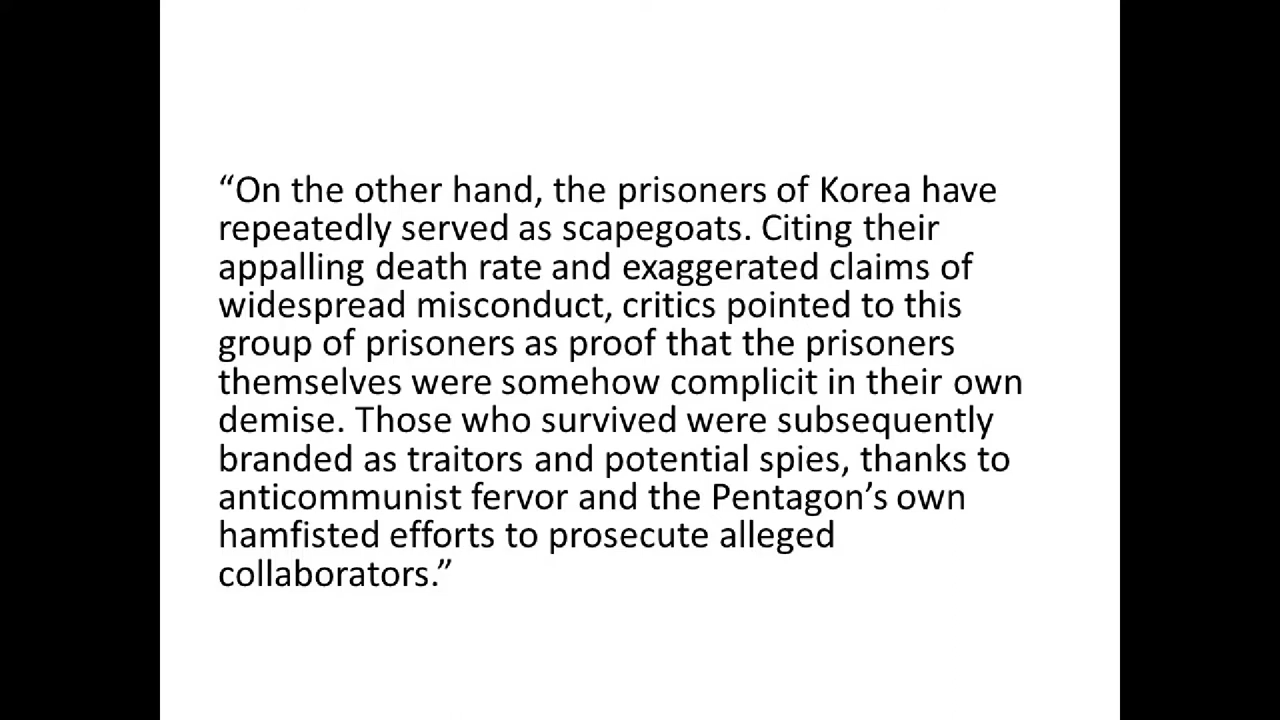 “On the other hand, the prisoners of Korea have
repeatedly served as scapegoats. Citing their
appalling death rate and exaggerated claims of
widespread misconduct, critics pointed to this
group of prisoners as proof that the prisoners
themselves were somehow complicit in their own
demise. Those who survived were subsequently
branded as traitors and potential spies, thanks to
anticommunist fervor and the Pentagon’s own
hamfisted efforts to prosecute alleged
collaborators.”